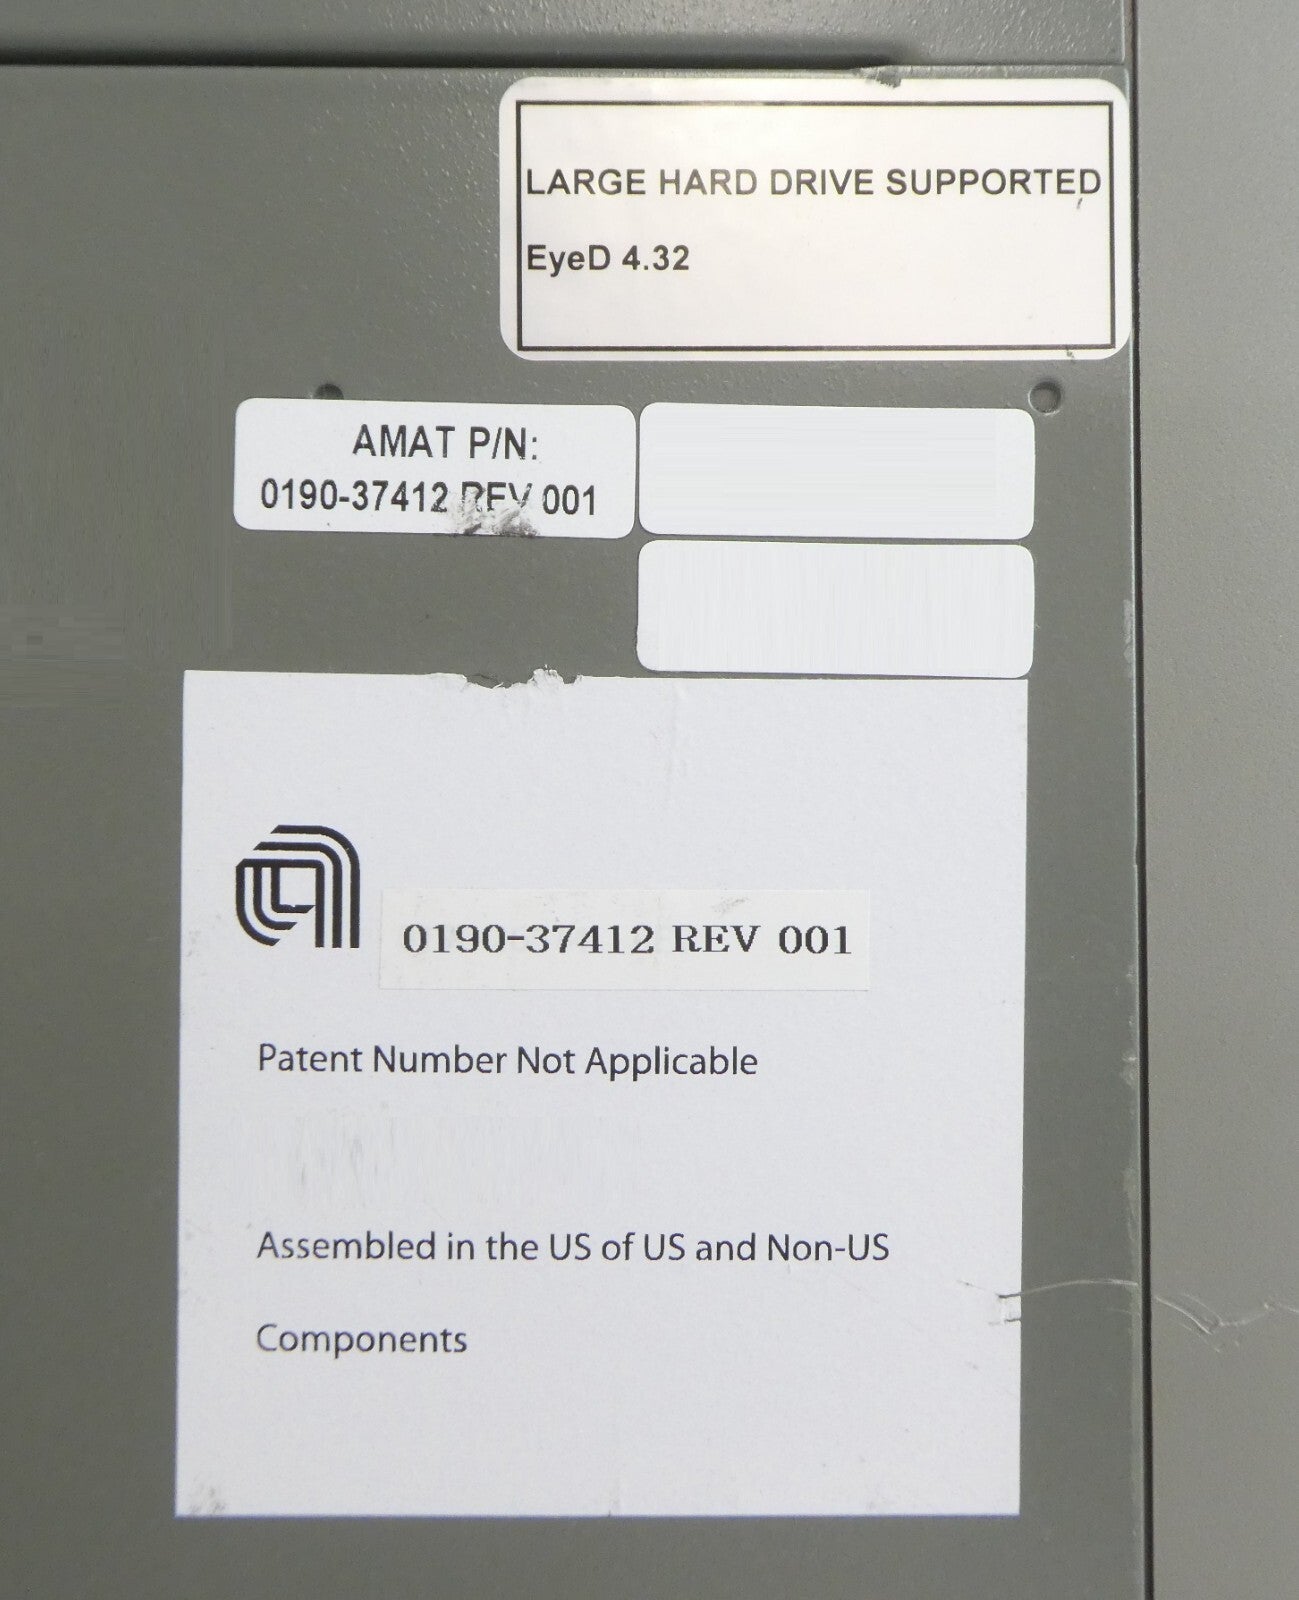 LARGE HARD DRIVE SUPPORTED
EyeD 4.32
AMAT P/N:
0190-37412 REV 001
0190-37412 REV 001
Patent Number Not Applicable
Assembled in the US of US and Non-US
Components